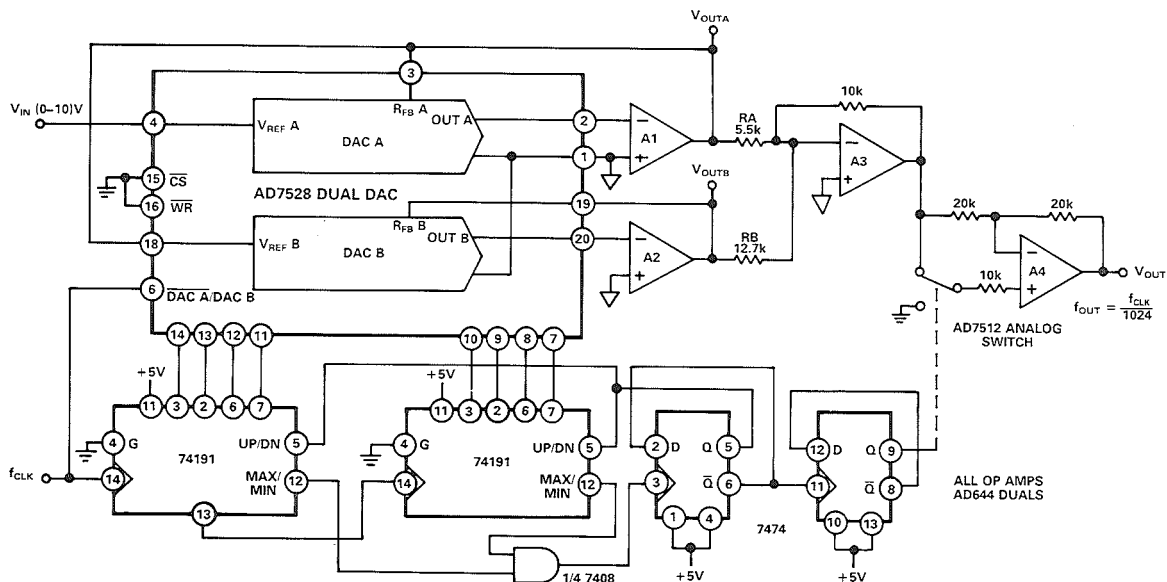 V_OUTA
3
10k
V_IN (0–10)V
4
V_REF A
R_FB A
OUT A
DAC A
2
1
A1
RA
5.5k
A3
15
CS̅
16
WR̅
AD7528 DUAL DAC
19
V_OUTB
20k
20k
R_FB B
18
V_REF B
OUT B
DAC B
20
A2
RB
12.7k
10k
A4
V_OUT
6
D̅A̅C̅ A̅/DAC B
f_OUT = f_CLK
1024
AD7512 ANALOG
SWITCH
14 13 12 11
10 9 8 7
+5V
+5V
11 3 2 6 7
11 3 2 6 7
4 G
UP/DN 5
4 G
UP/DN 5
2 D
Q 5
12 D
Q 9
74191
74191
f_CLK
14
MAX/
MIN
12
14
MAX/
MIN
12
3
Q̅ 6
11
Q̅ 8
ALL OP AMPS
AD644 DUALS
13
1 4
7474
10 13
1/4 7408
+5V
+5V